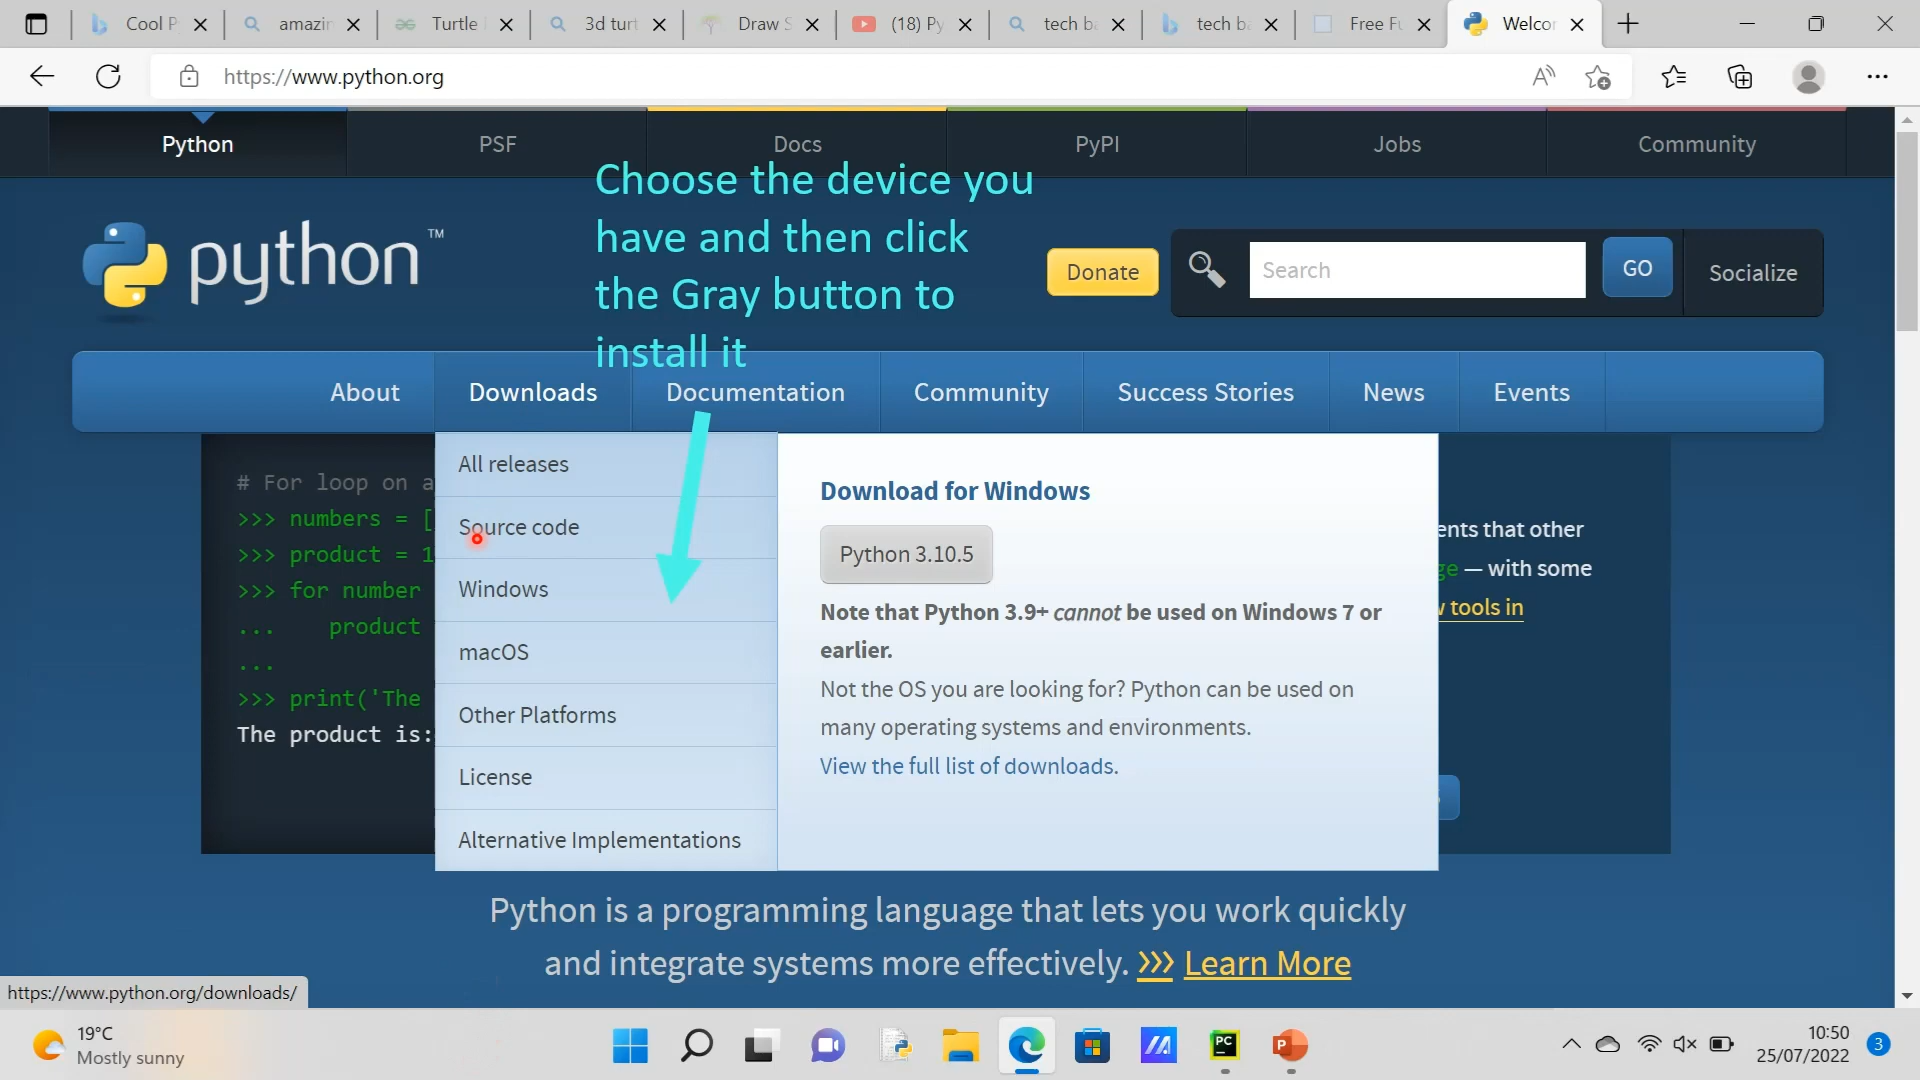 Cool P
amazin
Turtle
3d turt
Draw S
(18) Py
tech ba
tech ba
Free Fu
Welcor
https://www.python.org
Python
PSF
Docs
PyPI
Jobs
Community
Choose the device you
have and then click
the Gray button to
install it
python™
Donate
Search
GO
Socialize
About
Downloads
Documentation
Community
Success Stories
News
Events
# For loop on a
>>> numbers = [
>>> product = 1
>>> for number
... product
...
>>> print('The
The product is:
All releases
Source code
Windows
macOS
Other Platforms
License
Alternative Implementations
Download for Windows
Python 3.10.5
Note that Python 3.9+ cannot be used on Windows 7 or
earlier.
Not the OS you are looking for? Python can be used on
many operating systems and environments.
View the full list of downloads.
ents that other
ge — with some
tools in
Python is a programming language that lets you work quickly
and integrate systems more effectively. >>> Learn More
https://www.python.org/downloads/
19°C
Mostly sunny
PC
P
10:50
25/07/2022
3